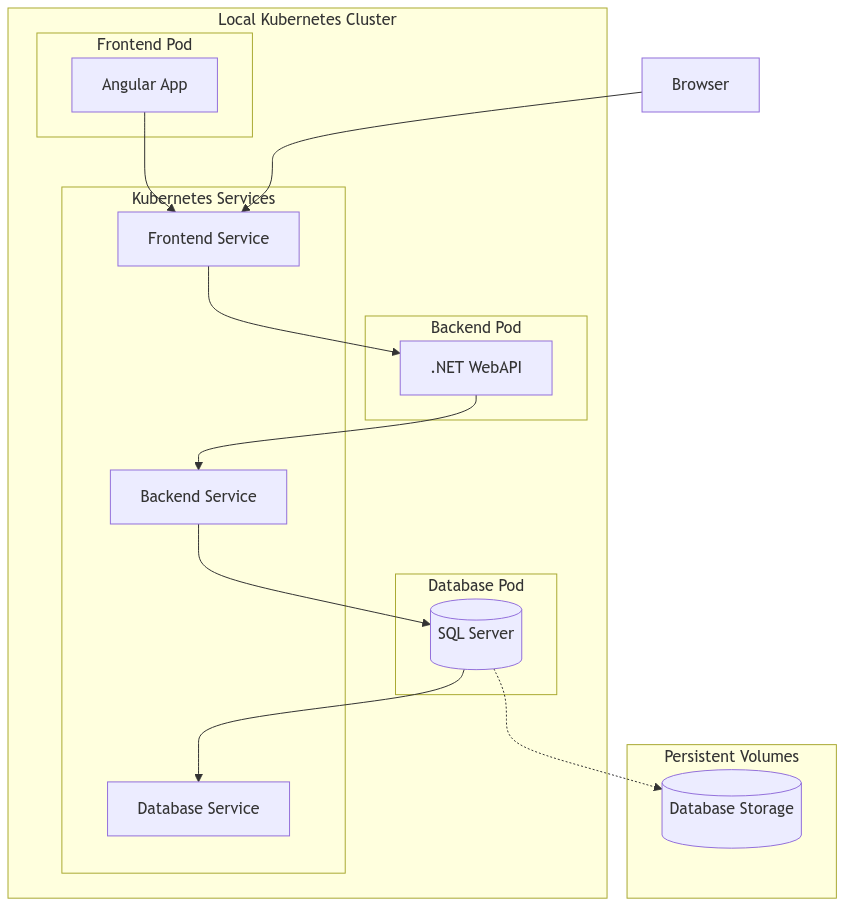 Local Kubernetes Cluster
Frontend Pod
Angular App
Browser
Kubernetes Services
Frontend Service
Backend Pod
.NET WebAPI
Backend Service
Database Pod
SQL Server
Persistent Volumes
Database Service
Database Storage